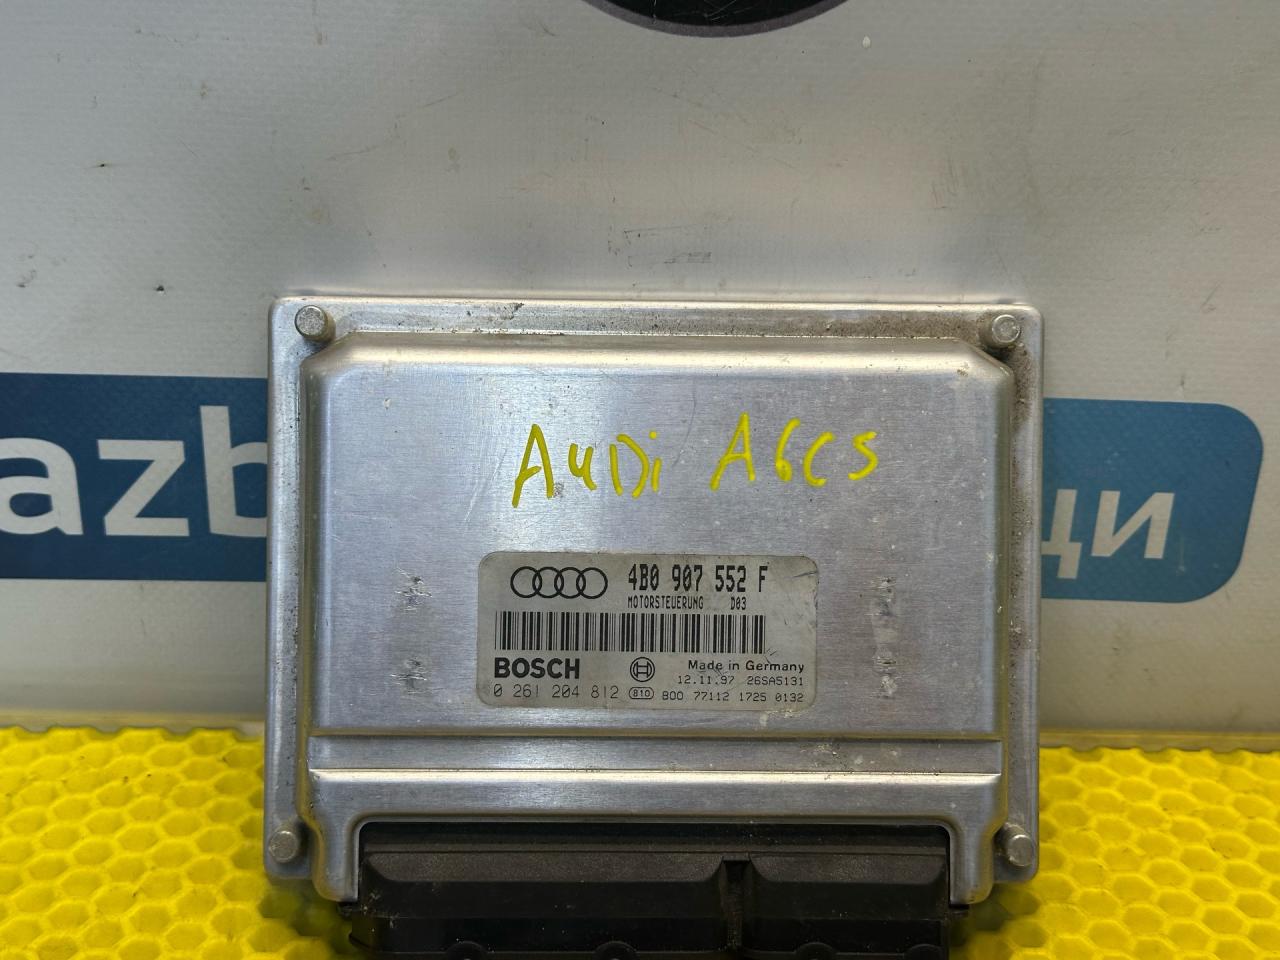 azb
щи
AUDi A6C5
4B0 907 552 F
MOTORSTEUERUNG D03
BOSCH
Made in Germany
12.11.97 26SA5131
0 261 204 812 810 800 77112 1725 0132